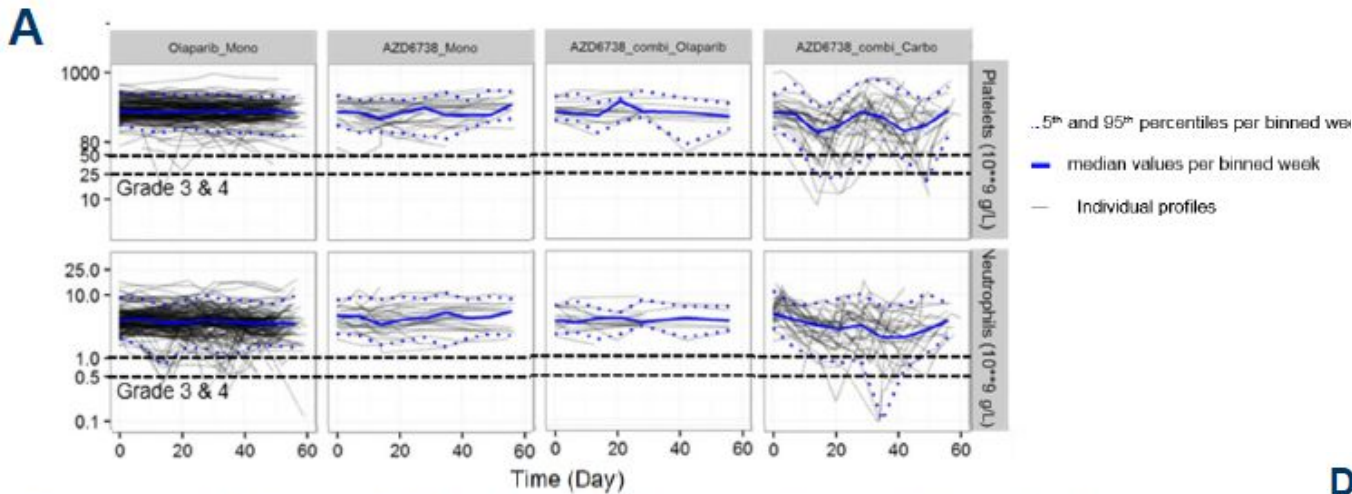 A
Olaparib_Mono
AZD6738_Mono
AZD6738_combi_Olaparib
AZD6738_combi_Carbo
1000
80
50
25
10
Grade 3 & 4
Platelets (10**9 g/L)
..5th and 95th percentiles per binned wee
median values per binned week
Individual profiles
25.0
10.0
1.0
0.5
0.1
Grade 3 & 4
Neutrophils (10**9 g/L)
0 20 40 60 0 20 40 60 0 20 40 60 0 20 40 60
Time (Day)
D